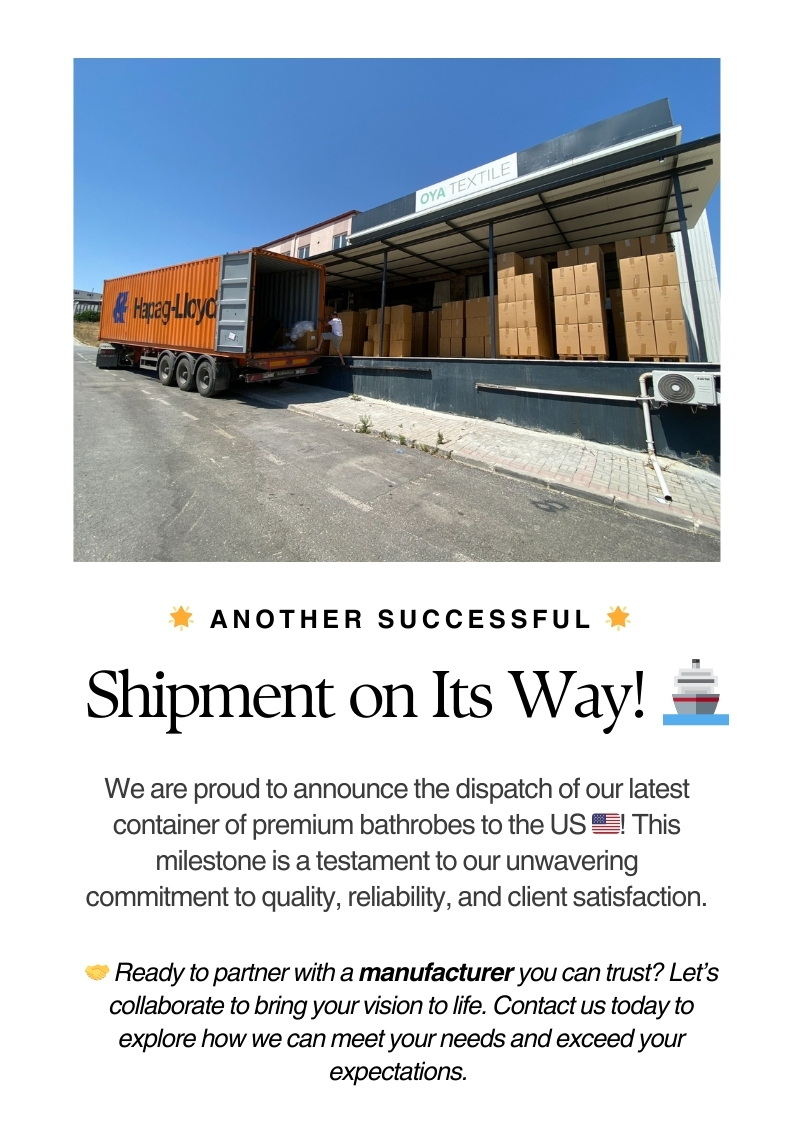 OYA TEXTILE
Hapag-Lloyd
🌟 ANOTHER SUCCESSFUL 🌟
Shipment on Its Way! 🚢
We are proud to announce the dispatch of our latest
container of premium bathrobes to the US 🇺🇸! This
milestone is a testament to our unwavering
commitment to quality, reliability, and client satisfaction.
🤝 Ready to partner with a manufacturer you can trust? Let’s
collaborate to bring your vision to life. Contact us today to
explore how we can meet your needs and exceed your
expectations.